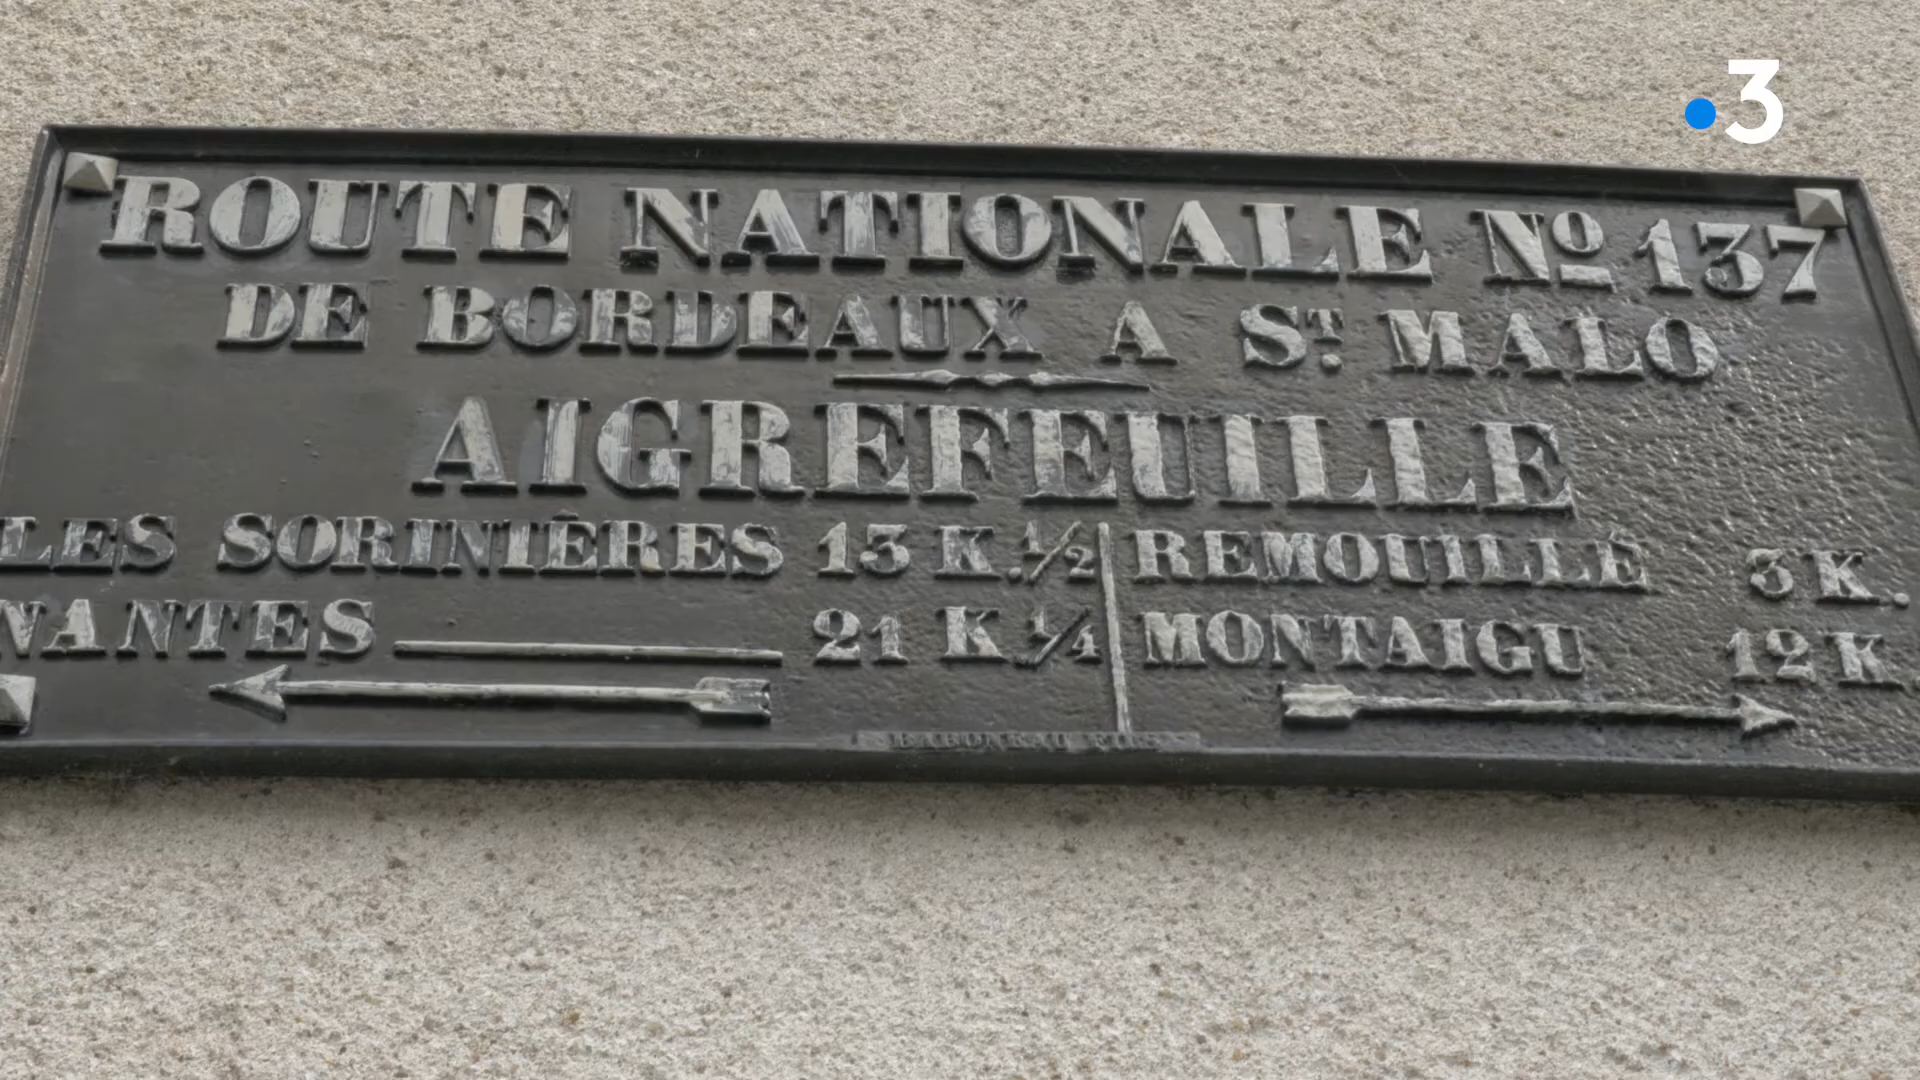 3
ROUTE NATIONALE Nº 137
DE BORDEAUX A ST. MALO
AIGREFEUILLE
LES SORINIÈRES 13 K. 1/2
NANTES 21 K. 1/4
REMOUILLÉ 3 K.
MONTAIGU 12 K.